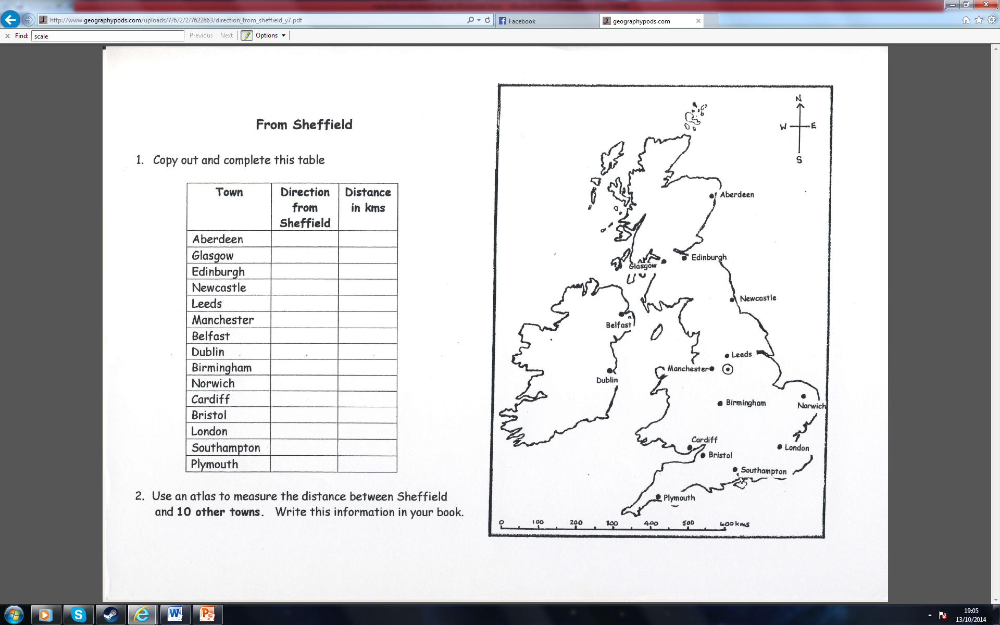 http://www.geographypods.com/uploads/7/6/2/2/7622863/direction_from_sheffield_y7.pdf
Facebook
geographypods.com
Find: scale
Previous Next Options
From Sheffield
1. Copy out and complete this table
Town Direction from Sheffield Distance in kms
Aberdeen
Glasgow
Edinburgh
Newcastle
Leeds
Manchester
Belfast
Dublin
Birmingham
Norwich
Cardiff
Bristol
London
Southampton
Plymouth
2. Use an atlas to measure the distance between Sheffield
and 10 other towns. Write this information in your book.
N
W E
S
Aberdeen
Edinburgh
Glasgow
Newcastle
Belfast
Leeds
Manchester
Dublin
Birmingham
Norwich
Cardiff
London
Bristol
Southampton
Plymouth
0 100 200 300 400 500 600 kms
19:05
13/10/2014